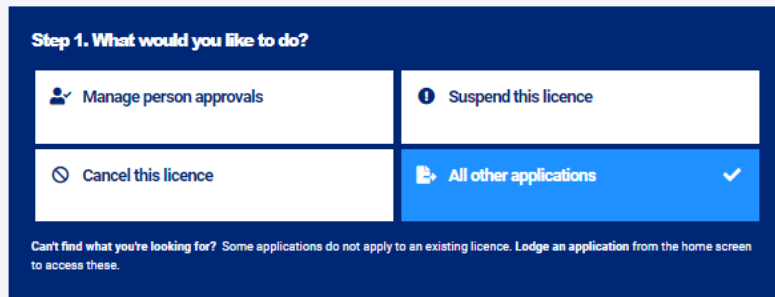 Step 1. What would you like to do?
Manage person approvals
Suspend this licence
Cancel this licence
All other applications
Can't find what you're looking for? Some applications do not apply to an existing licence. Lodge an application from the home screen
to access these.